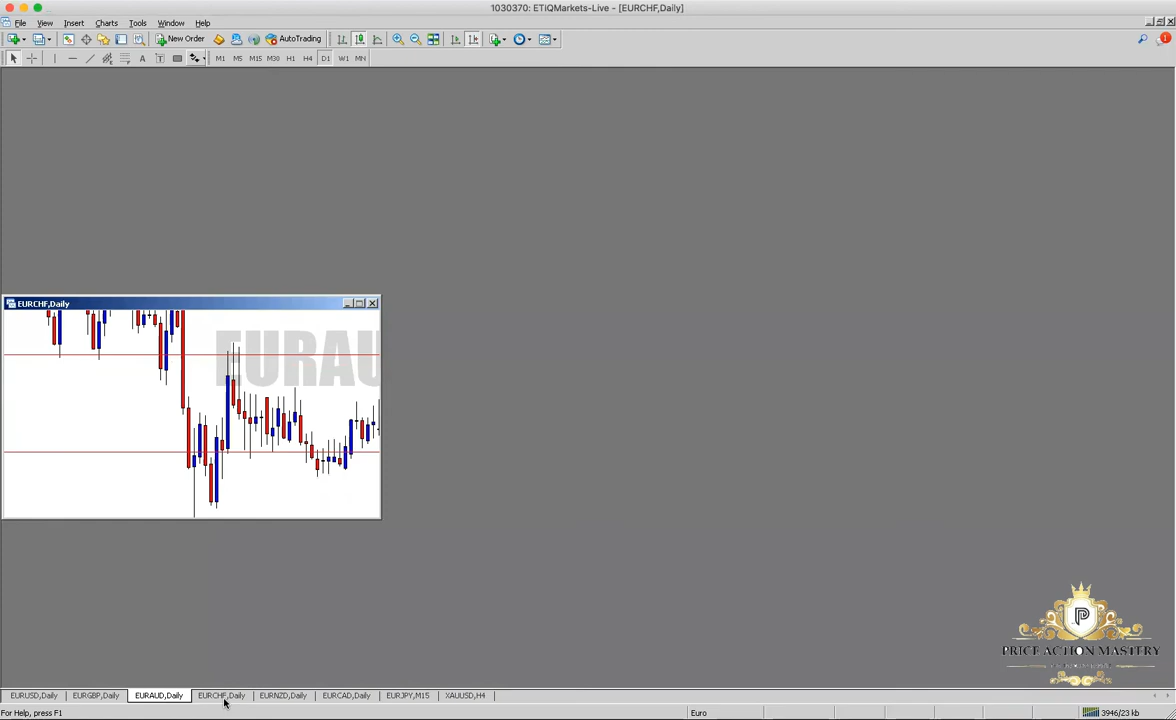 1030370: ETiQMarkets-Live - [EURCHF,Daily]
File View Insert Charts Tools Window Help
New Order AutoTrading 1
A T M1 M5 M15 M30 H1 H4 D1 W1 MN
EURCHF,Daily
EURAU
P
PRICE ACTION MASTERY
EURUSD,Daily EURGBP,Daily EURAUD,Daily EURCHF,Daily EURNZD,Daily EURCAD,Daily EURJPY,M15 XAUUSD,H4
For Help, press F1 Euro 3946/23 kb